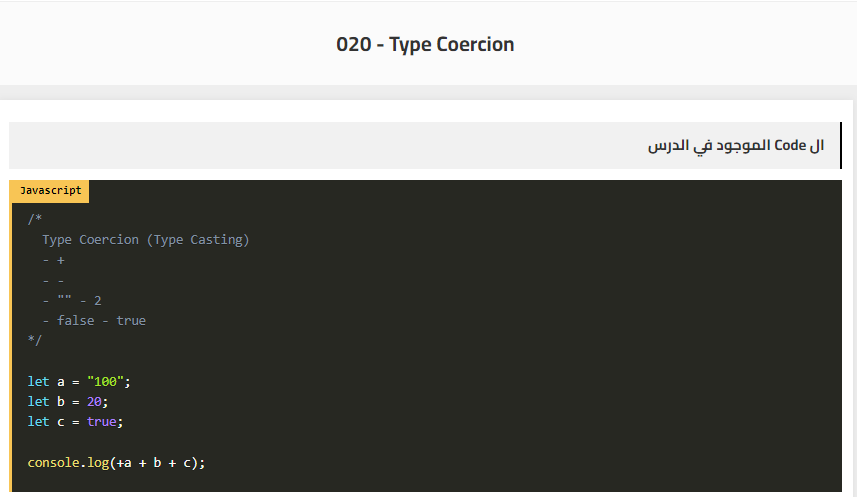 020 - Type Coercion
ال Code الموجود في الدرس
Javascript
/*
  Type Coercion (Type Casting)
  - +
  - -
  - "" - 2
  - false - true
*/
let a = "100";
let b = 20;
let c = true;
console.log(+a + b + c);